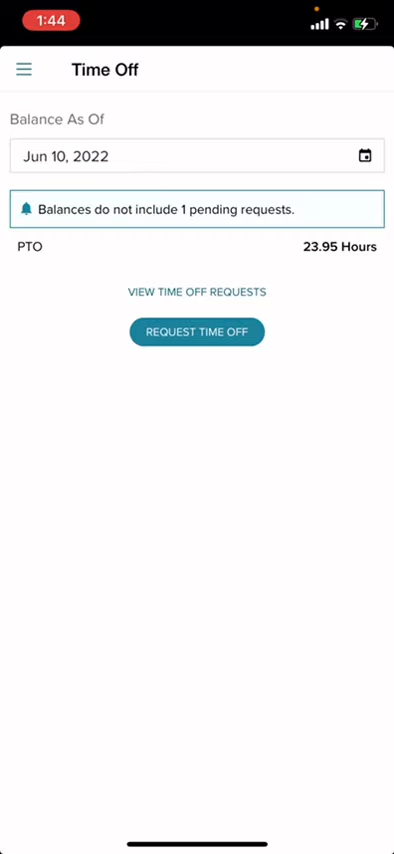 1:44
Time Off
Balance As Of
Jun 10, 2022
Balances do not include 1 pending requests.
PTO 23.95 Hours
VIEW TIME OFF REQUESTS
REQUEST TIME OFF